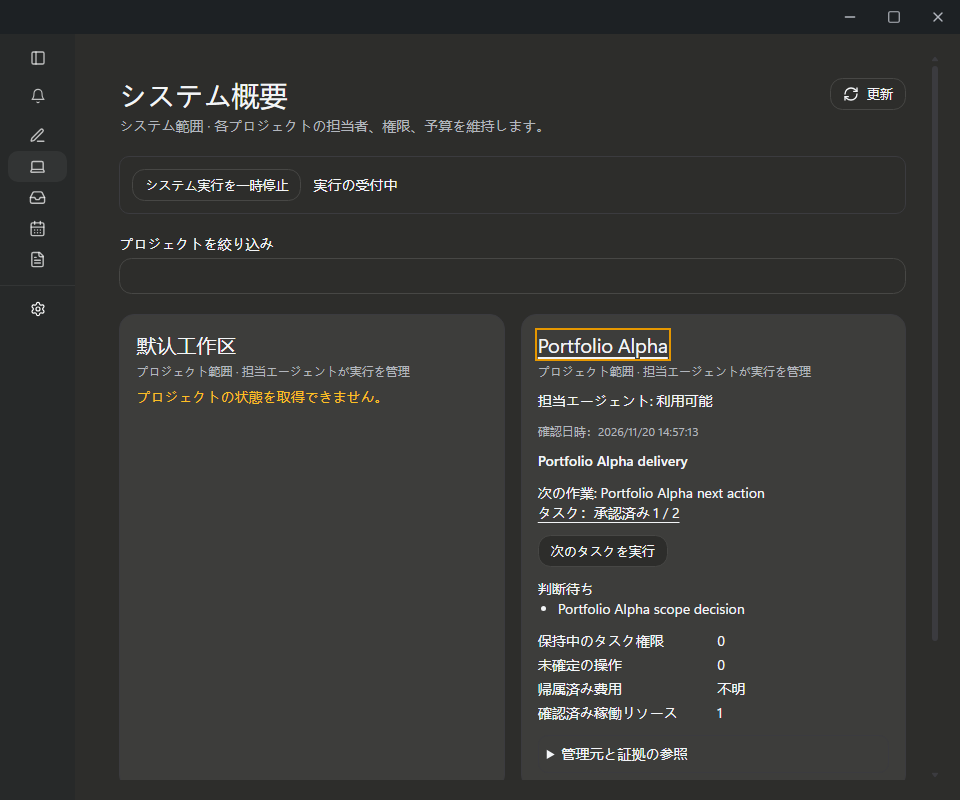 システム概要
更新
システム範囲 · 各プロジェクトの担当者、権限、予算を維持します。
システム実行を一時停止
実行の受付中
プロジェクトを絞り込み
默认工作区
プロジェクト範囲 · 担当エージェントが実行を管理
プロジェクトの状態を取得できません。
Portfolio Alpha
プロジェクト範囲 · 担当エージェントが実行を管理
担当エージェント: 利用可能
確認日時: 2026/11/20 14:57:13
Portfolio Alpha delivery
次の作業: Portfolio Alpha next action
タスク: 承認済み 1 / 2
次のタスクを実行
判断待ち
• Portfolio Alpha scope decision
保持中のタスク権限 0
未確定の操作 0
帰属済み費用 不明
確認済み稼働リソース 1
▶ 管理元と証拠の参照